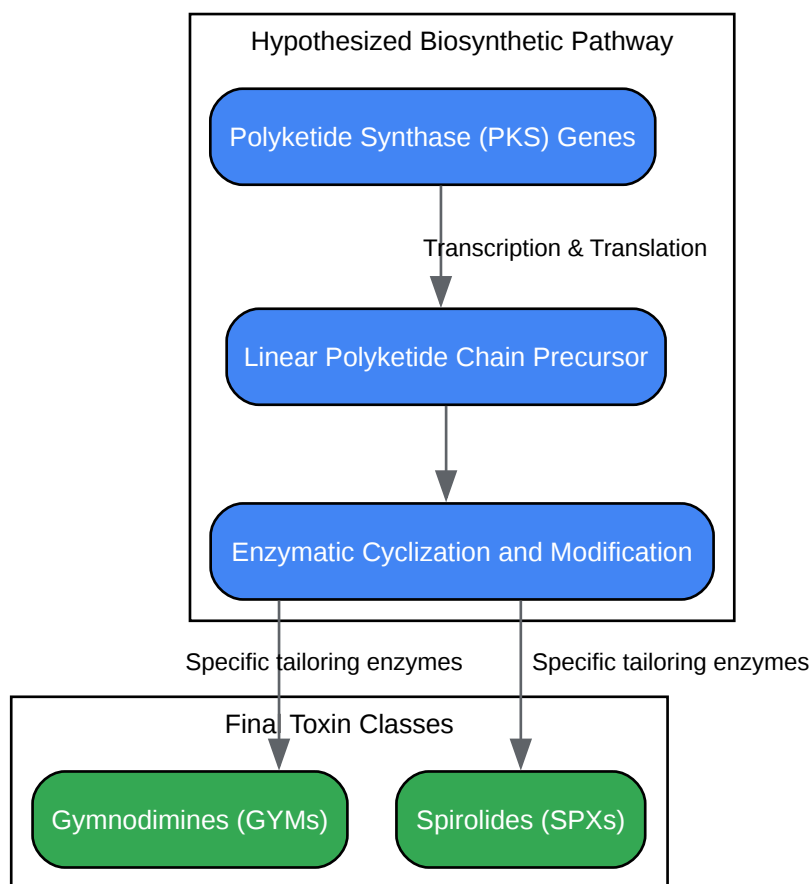 Hypothesized Biosynthetic Pathway
Polyketide Synthase (PKS) Genes
Transcription & Translation
Linear Polyketide Chain Precursor
Enzymatic Cyclization and Modification
Specific tailoring enzymes
Specific tailoring enzymes
Final Toxin Classes
Gymnodimines (GYMs)
Spirolides (SPXs)